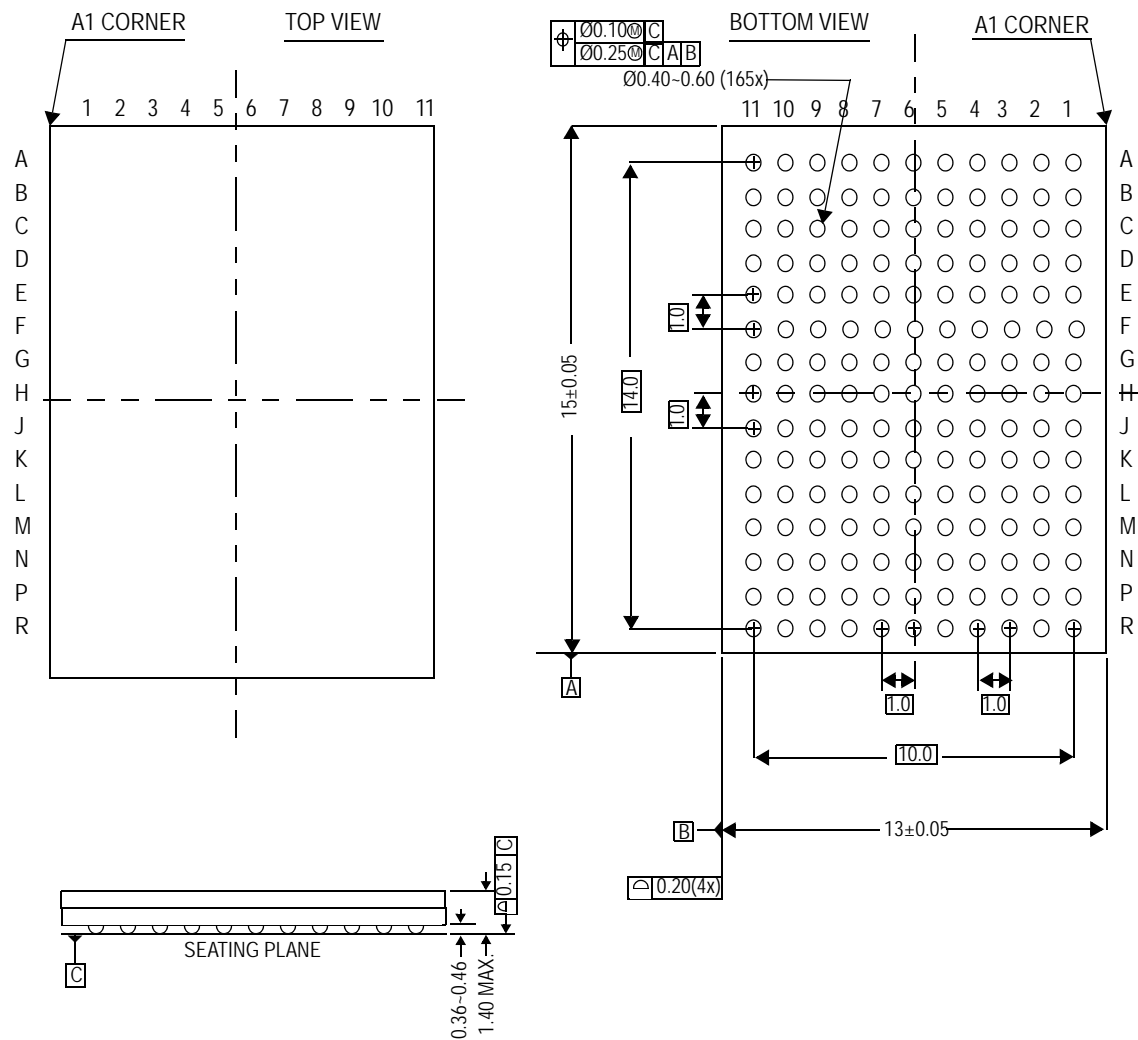 A1 CORNER
TOP VIEW
1 2 3 4 5 6 7 8 9 10 11
A
B
C
D
E
F
G
H
J
K
L
M
N
P
R
Ø0.10Ⓜ C
Ø0.25Ⓜ C A B
BOTTOM VIEW
A1 CORNER
Ø0.40~0.60 (165x)
11 10 9 8 7 6 5 4 3 2 1
A
B
C
D
E
F
G
H
J
K
L
M
N
P
R
1.0
15±0.05
14.0
1.0
A
1.0
1.0
10.0
B
13±0.05
0.20(4x)
0.15 C
SEATING PLANE
C
0.36~0.46
1.40 MAX.